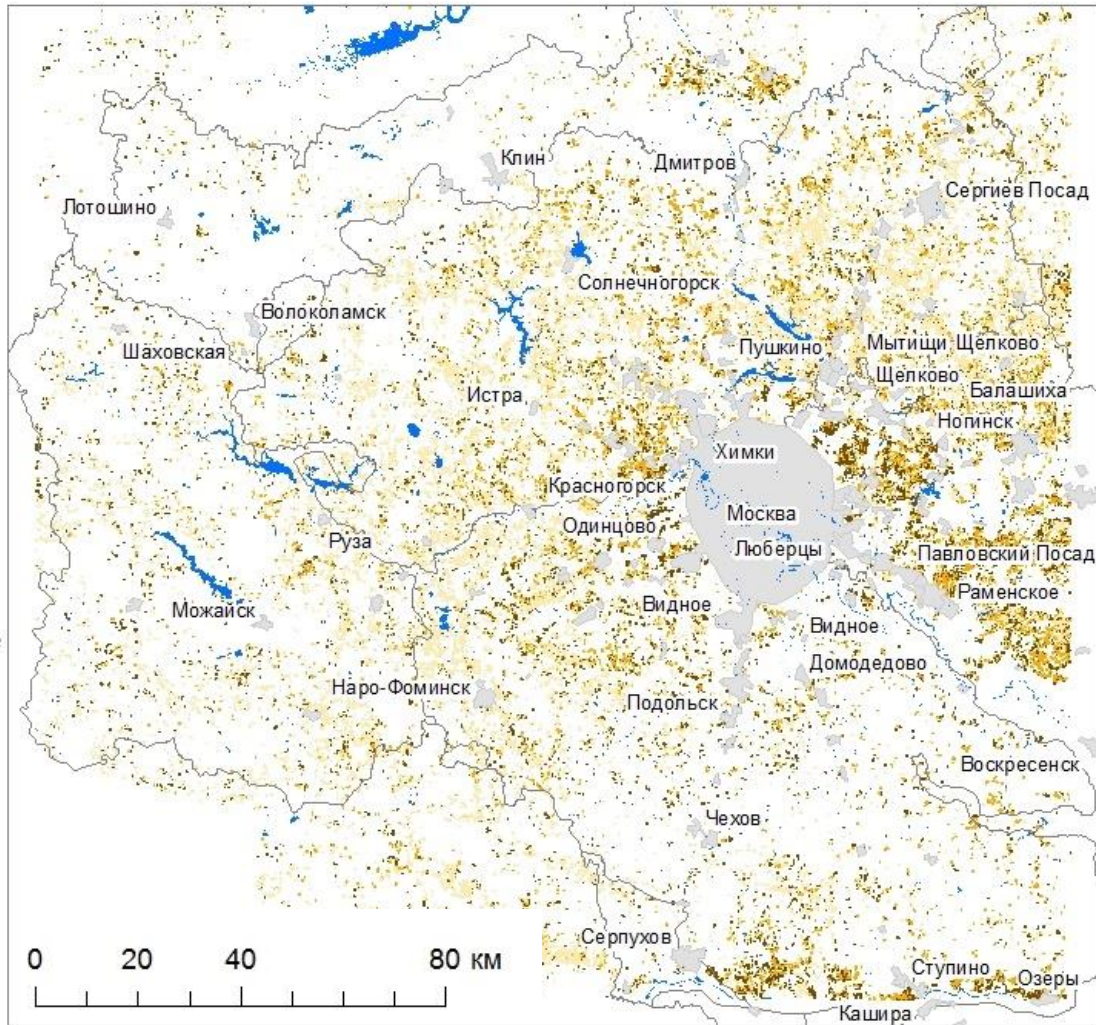 Клин
Дмитров
Сергиев Посад
Лотошино
Солнечногорск
Волоколамск
Шаховская
Пушкино
Мытищи Щёлково
Щёлково
Балашиха
Истра
Ногинск
Химки
Красногорск
Москва
Одинцово
Руза
Люберцы
Павловский Посад
Раменское
Можайск
Видное
Видное
Домодедово
Наро-Фоминск
Подольск
Воскресенск
Чехов
Серпухов
0 20 40 80 км
Ступино
Озеры
Кашира